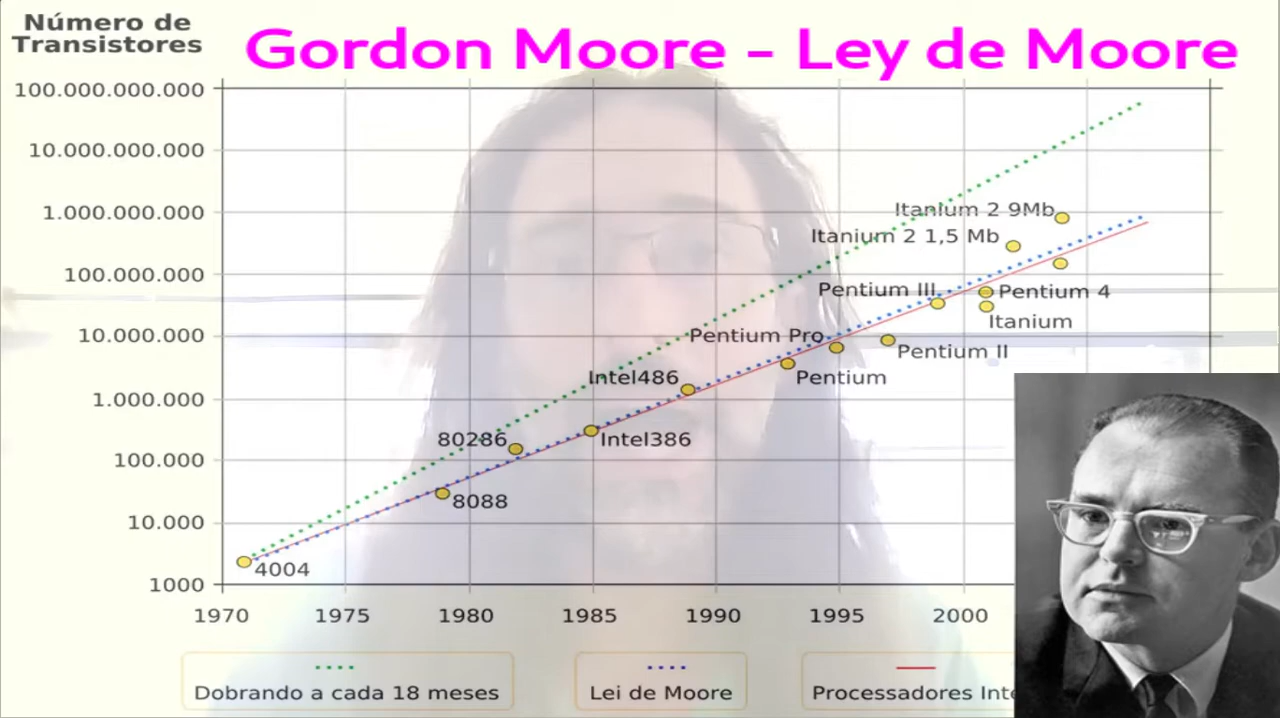 Número de
Transistores
Gordon Moore - Ley de Moore
100.000.000.000
10.000.000.000
1.000.000.000
100.000.000
10.000.000
1.000.000
100.000
10.000
1000
Itanium 2 9Mb
Itanium 2 1,5 Mb
Pentium III
Pentium 4
Itanium
Pentium Pro
Pentium II
Intel486
Pentium
80286
Intel386
8088
4004
1970 1975 1980 1985 1990 1995 2000
Dobrando a cada 18 meses
Lei de Moore
Processadores